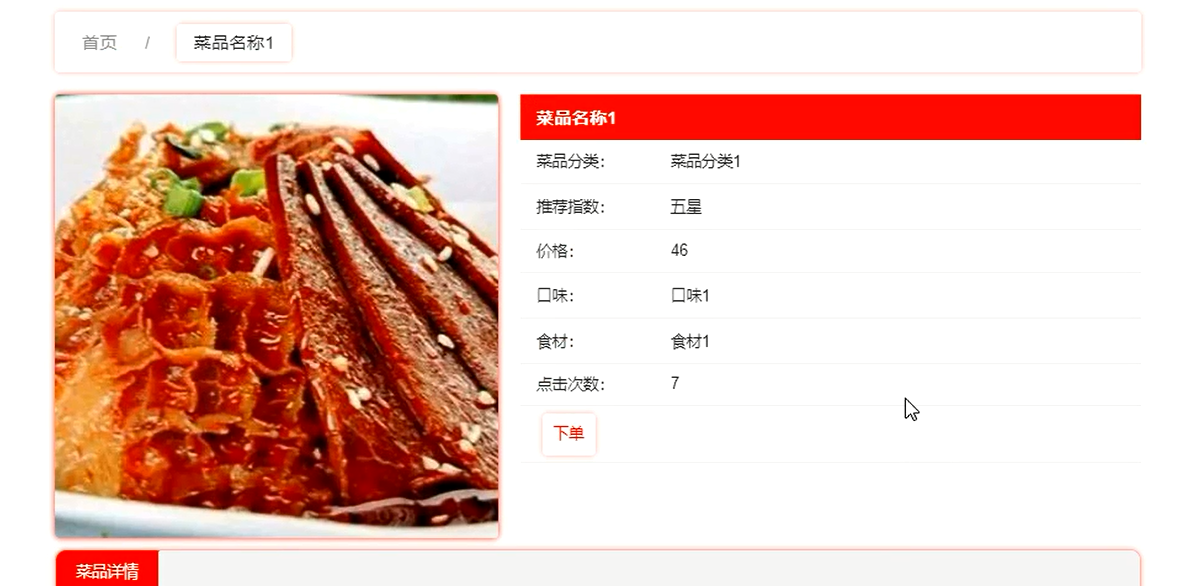 首页 / 菜品名称1
菜品名称1
菜品分类: 菜品分类1
推荐指数: 五星
价格: 46
口味: 口味1
食材: 食材1
点击次数: 7
下单
菜品详情